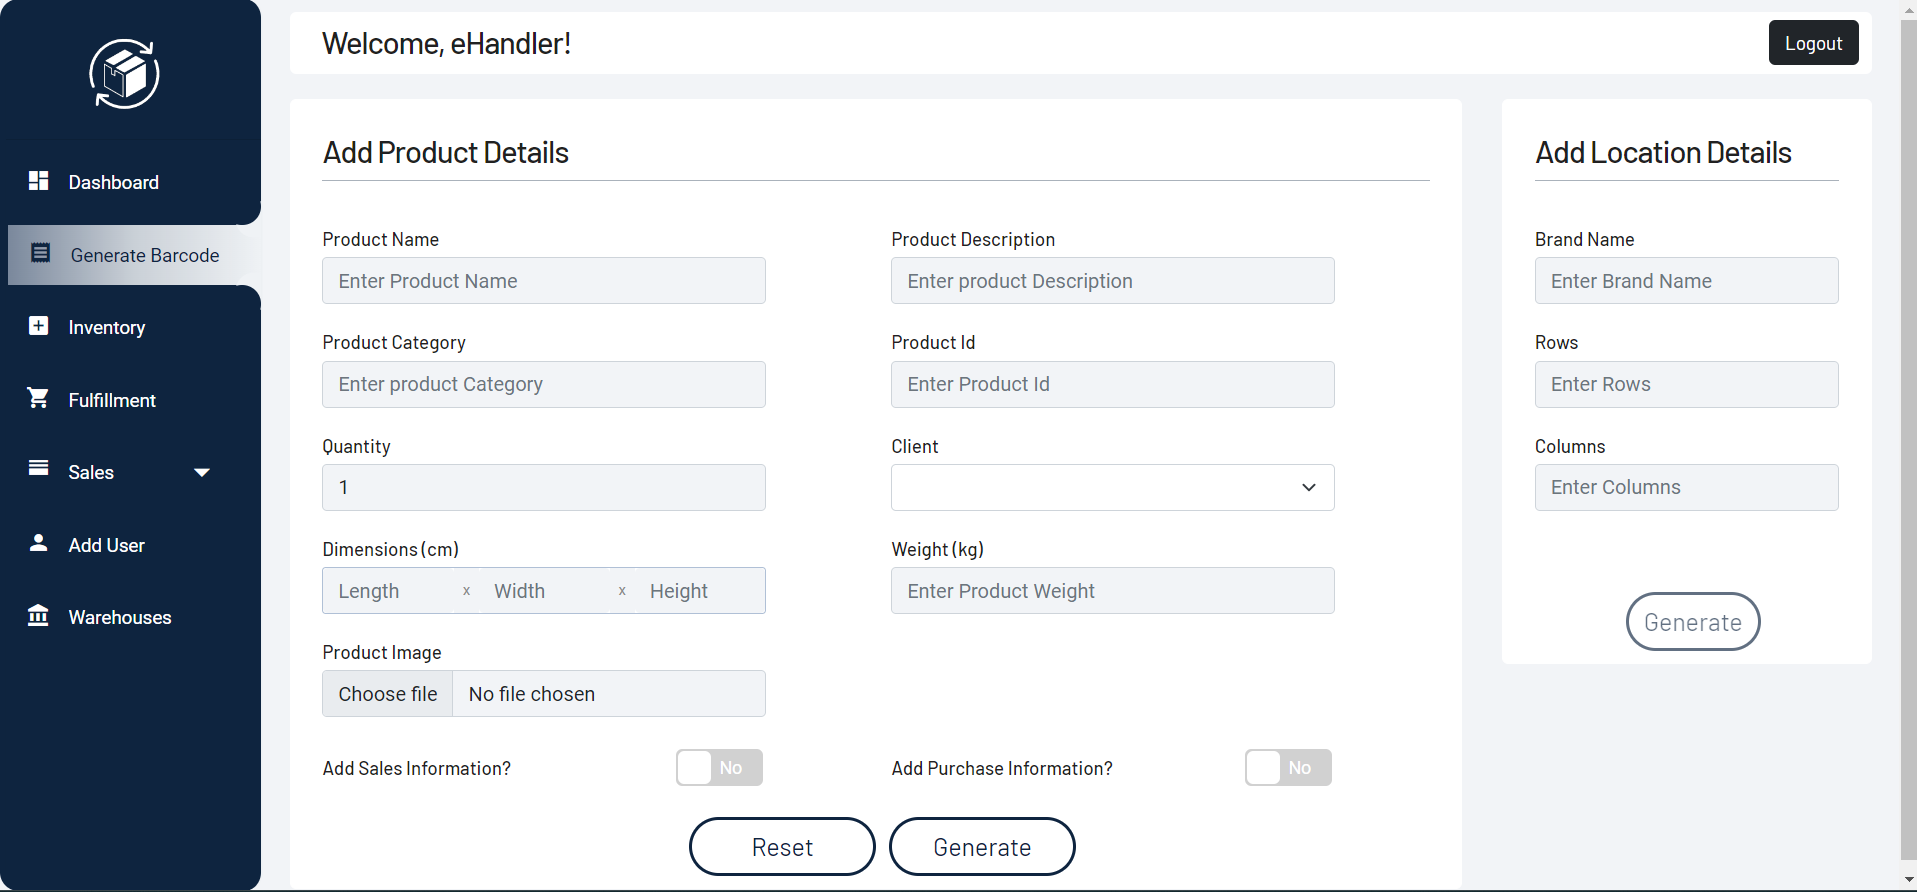 Welcome, eHandler!
Logout
Dashboard
Generate Barcode
Inventory
Fulfillment
Sales
Add User
Warehouses
Add Product Details
Product Name
Enter Product Name
Product Description
Enter product Description
Product Category
Enter product Category
Product Id
Enter Product Id
Quantity
1
Client
Dimensions (cm)
Length x Width x Height
Weight (kg)
Enter Product Weight
Product Image
Choose file No file chosen
Add Sales Information? No
Add Purchase Information? No
Reset
Generate
Add Location Details
Brand Name
Enter Brand Name
Rows
Enter Rows
Columns
Enter Columns
Generate